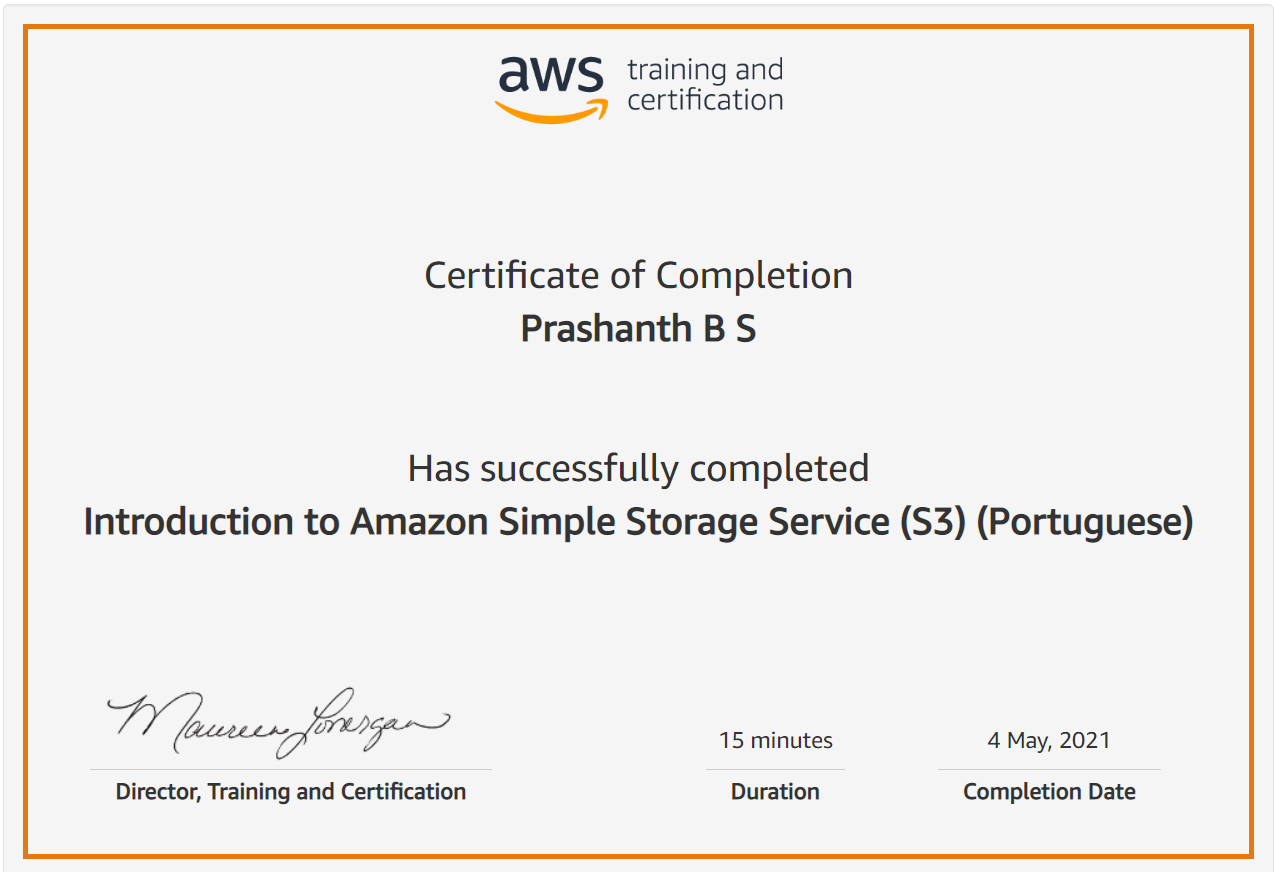 aws training and
certification
Certificate of Completion
Prashanth B S
Has successfully completed
Introduction to Amazon Simple Storage Service (S3) (Portuguese)
Maureen Lonergan
15 minutes
4 May, 2021
Director, Training and Certification
Duration
Completion Date